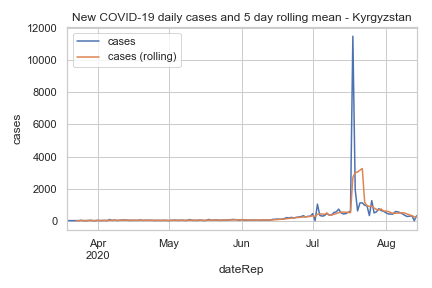 New COVID-19 daily cases and 5 day rolling mean - Kyrgyzstan
12000
cases
cases (rolling)
10000
8000
6000
4000
2000
0
cases
Apr
2020
May
Jun
Jul
Aug
dateRep